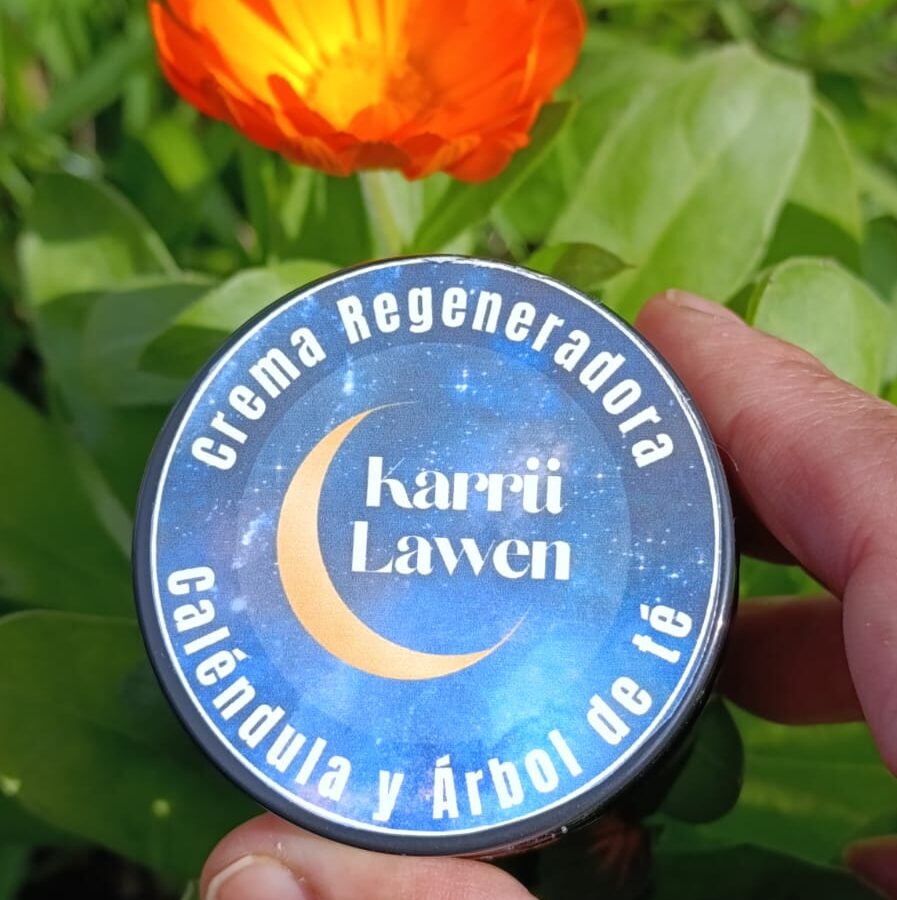 Crema Regeneradora
Karrü
Lawen
Caléndula y Árbol de té